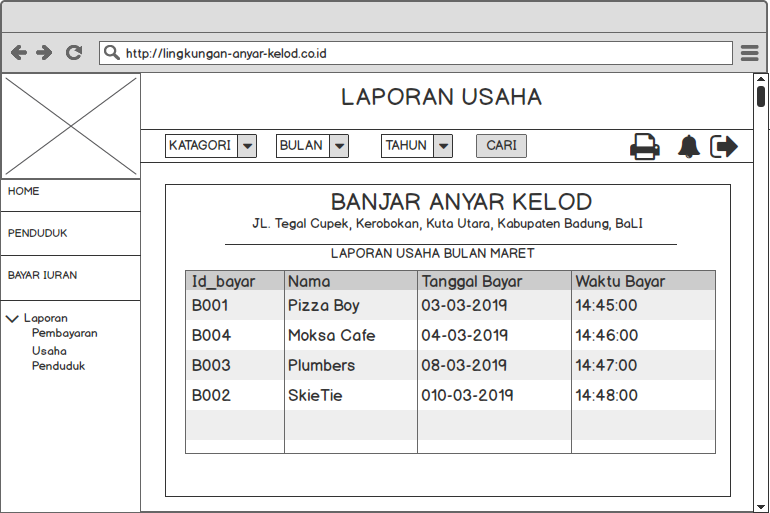 http://lingkungan-anyar-kelod.co.id
LAPORAN USAHA
KATAGORI BULAN TAHUN CARI
HOME
PENDUDUK
BAYAR IURAN
Laporan
Pembayaran
Usaha
Penduduk
BANJAR ANYAR KELOD
JL. Tegal Cupek, Kerobokan, Kuta Utara, Kabupaten Badung, BaLI
LAPORAN USAHA BULAN MARET
Id_bayar Nama Tanggal Bayar Waktu Bayar
B001 Pizza Boy 03-03-2019 14:45:00
B004 Moksa Cafe 04-03-2019 14:46:00
B003 Plumbers 08-03-2019 14:47:00
B002 SkieTie 010-03-2019 14:48:00